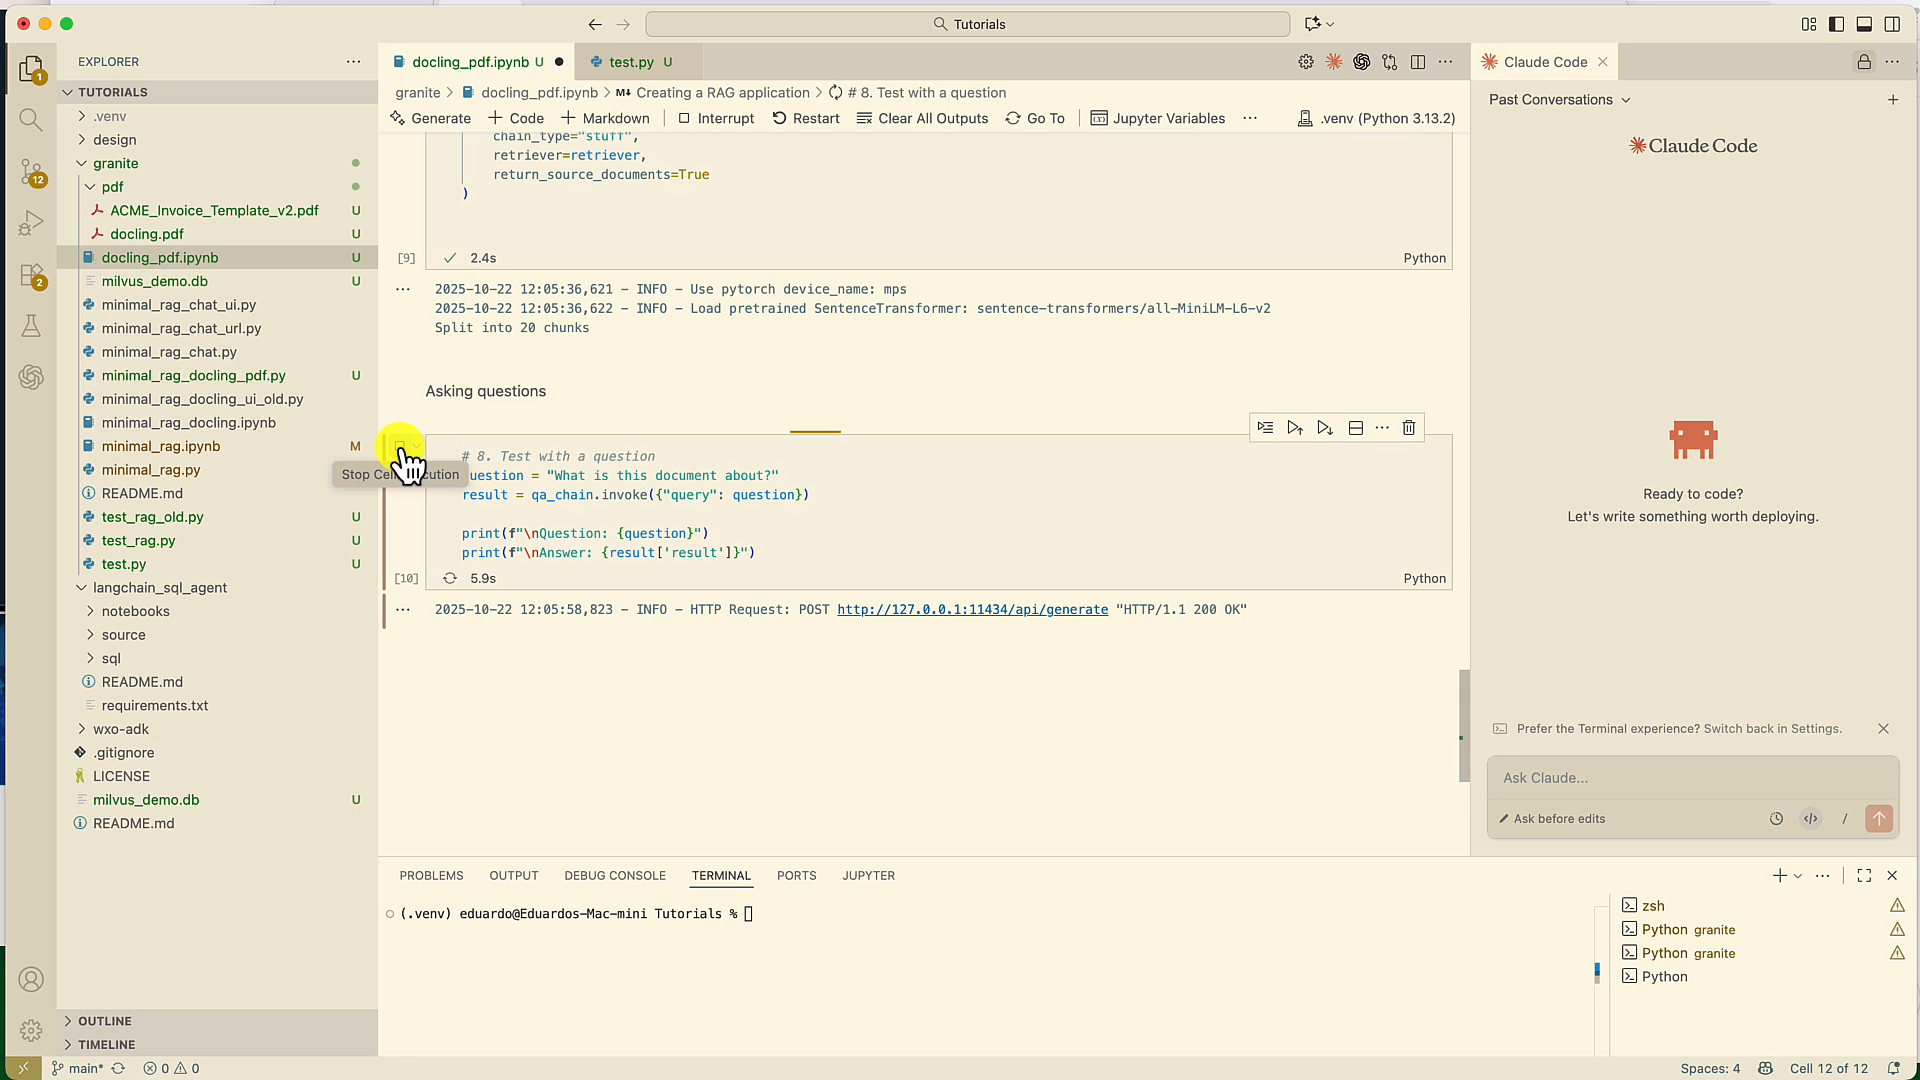 Tutorials
EXPLORER
TUTORIALS
.venv
design
granite
pdf
ACME_Invoice_Template_v2.pdf U
docling.pdf U
docling_pdf.ipynb U
milvus_demo.db U
minimal_rag_chat_ui.py
minimal_rag_chat_url.py
minimal_rag_chat.py
minimal_rag_docling_pdf.py U
minimal_rag_docling_ui_old.py
minimal_rag_docling.ipynb
minimal_rag.ipynb M
minimal_rag.py
README.md
test_rag_old.py U
test_rag.py U
test.py U
langchain_sql_agent
notebooks
source
sql
README.md
requirements.txt
wxo-adk
.gitignore
LICENSE
milvus_demo.db U
README.md
OUTLINE
TIMELINE
1
12
2
docling_pdf.ipynb U
test.py U
granite > docling_pdf.ipynb > M↓ Creating a RAG application > # 8. Test with a question
Generate + Code + Markdown Interrupt Restart Clear All Outputs Go To Jupyter Variables ... .venv (Python 3.13.2)
chain_type="stuff",
retriever=retriever,
return_source_documents=True
)
[9] 2.4s Python
2025-10-22 12:05:36,621 - INFO - Use pytorch device_name: mps
2025-10-22 12:05:36,622 - INFO - Load pretrained SentenceTransformer: sentence-transformers/all-MiniLM-L6-v2
Split into 20 chunks
Asking questions
# 8. Test with a question
Stop Cell
= "What is this document about?"
result = qa_chain.invoke({"query": question})
print(f"\nQuestion: {question}")
print(f"\nAnswer: {result['result']}")
[10] 5.9s Python
2025-10-22 12:05:58,823 - INFO - HTTP Request: POST http://127.0.0.1:11434/api/generate "HTTP/1.1 200 OK"
PROBLEMS OUTPUT DEBUG CONSOLE TERMINAL PORTS JUPYTER
(.venv) eduardo@Eduardos-Mac-mini Tutorials %
zsh
Python granite
Python granite
Python
Claude Code
Past Conversations
Claude Code
Ready to code?
Let's write something worth deploying.
Prefer the Terminal experience? Switch back in Settings.
Ask Claude...
Ask before edits
/
main* 0 0
Spaces: 4 Cell 12 of 12